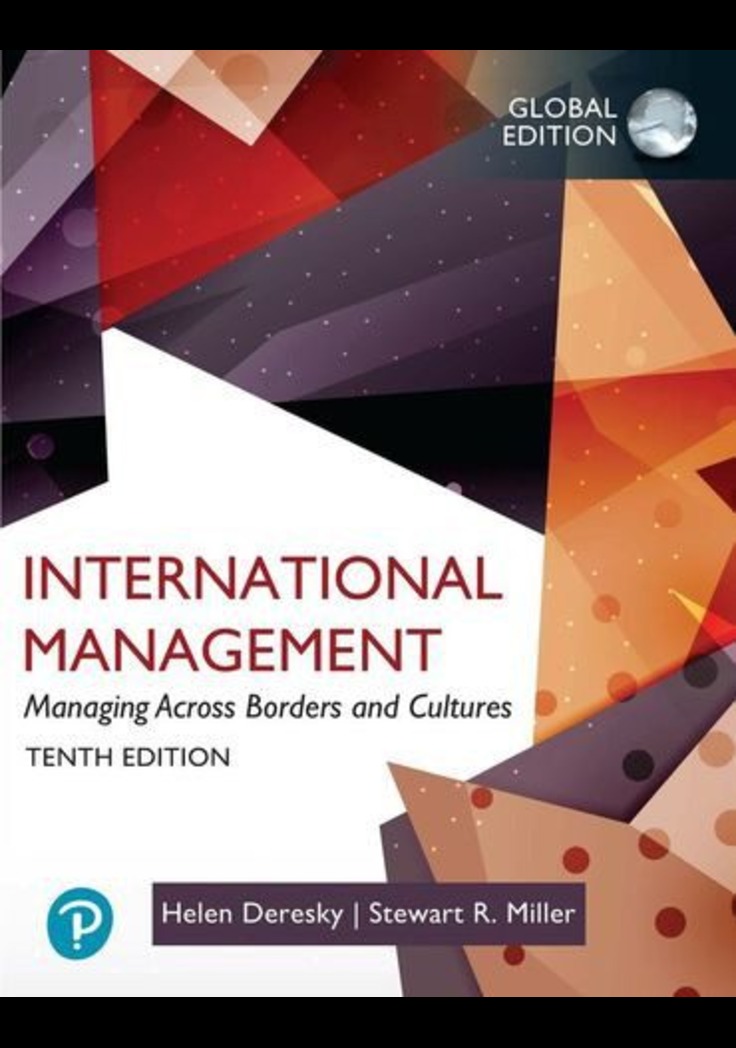 GLOBAL
EDITION
INTERNATIONAL
MANAGEMENT
Managing Across Borders and Cultures
TENTH EDITION
Helen Deresky | Stewart R. Miller